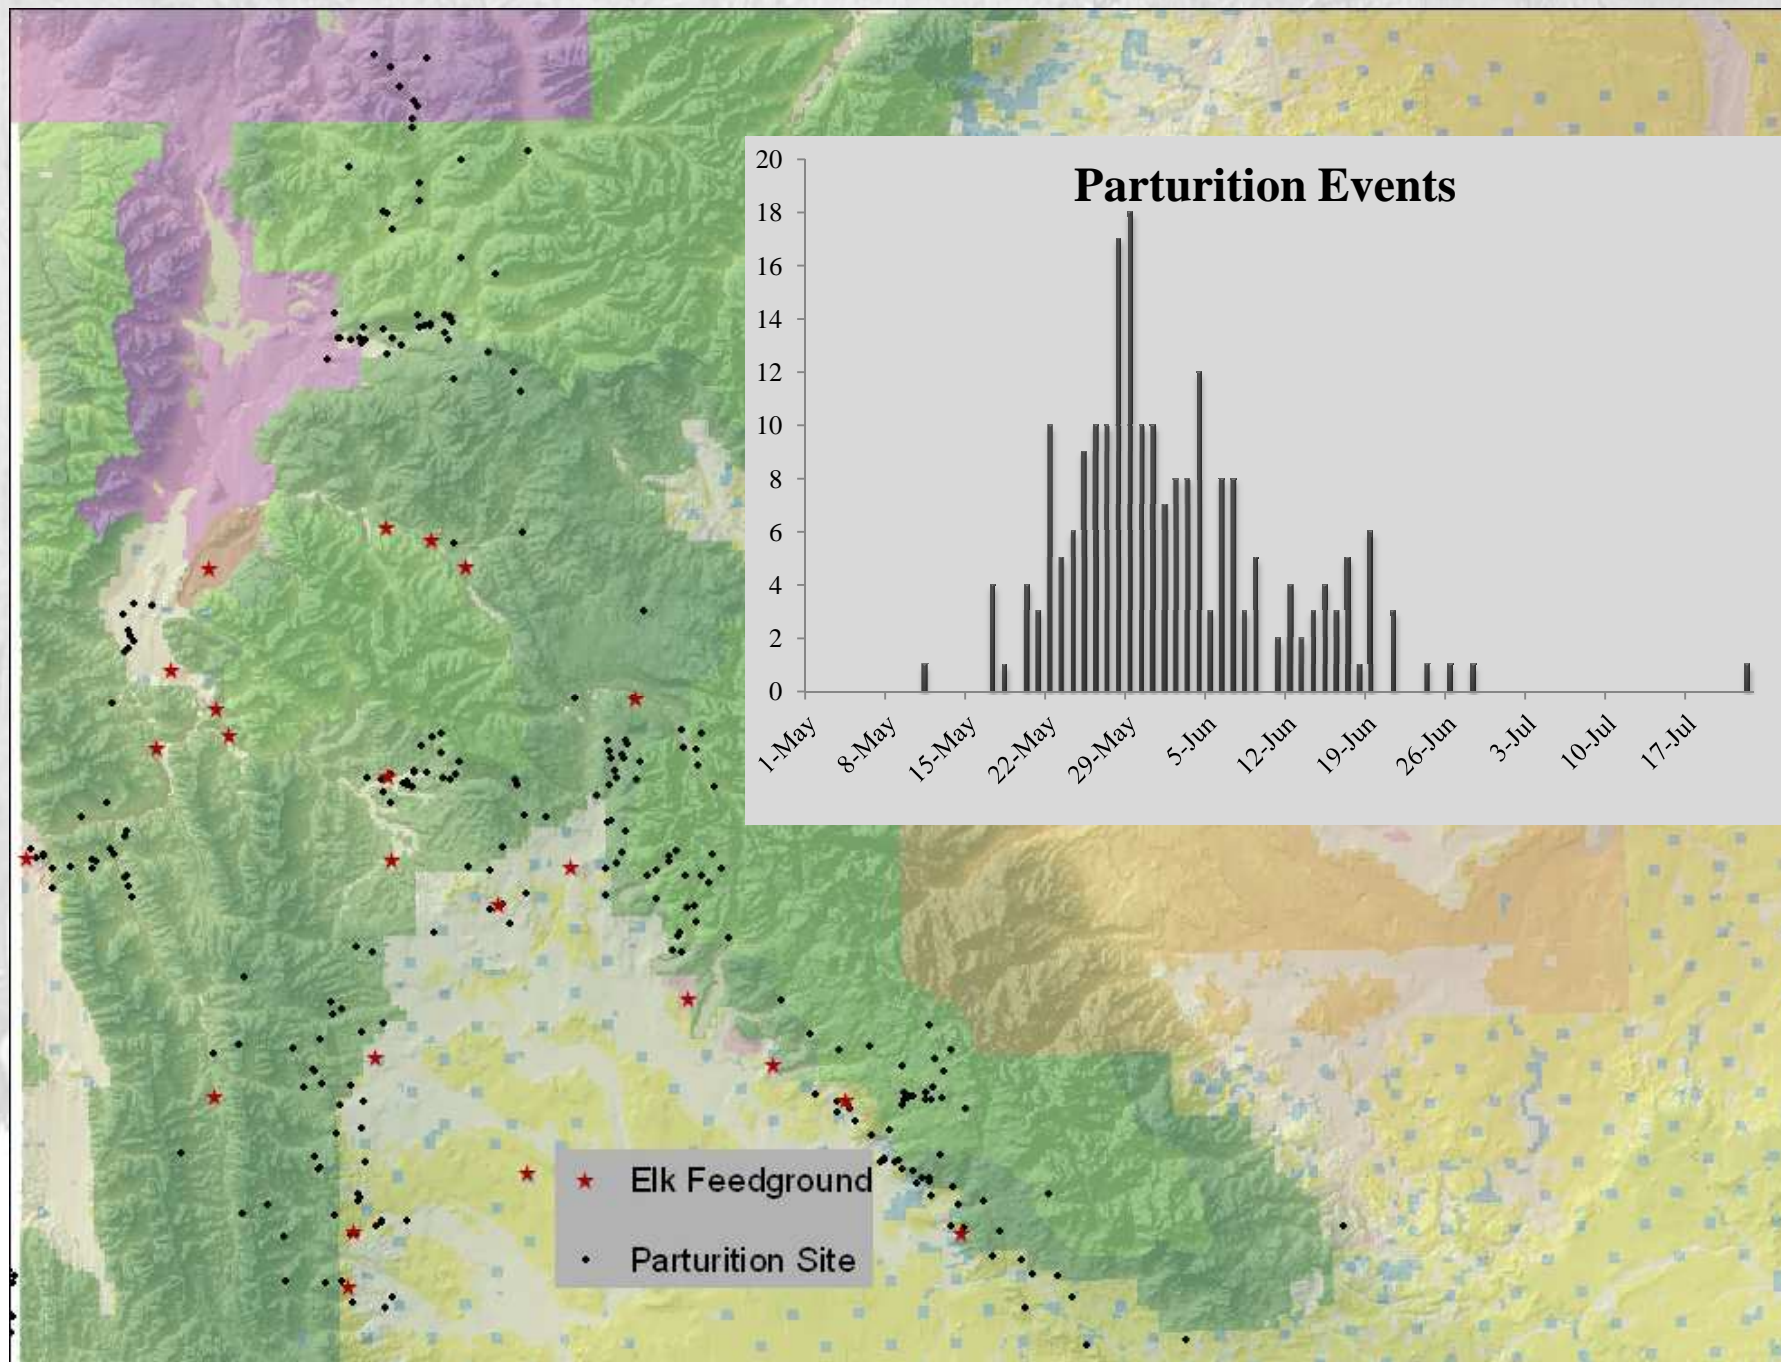 Parturition Events
20
18
16
14
12
10
8
6
4
2
0
1-May
8-May
15-May
22-May
29-May
5-Jun
12-Jun
19-Jun
26-Jun
3-Jul
10-Jul
17-Jul
Elk Feedground
Parturition Site